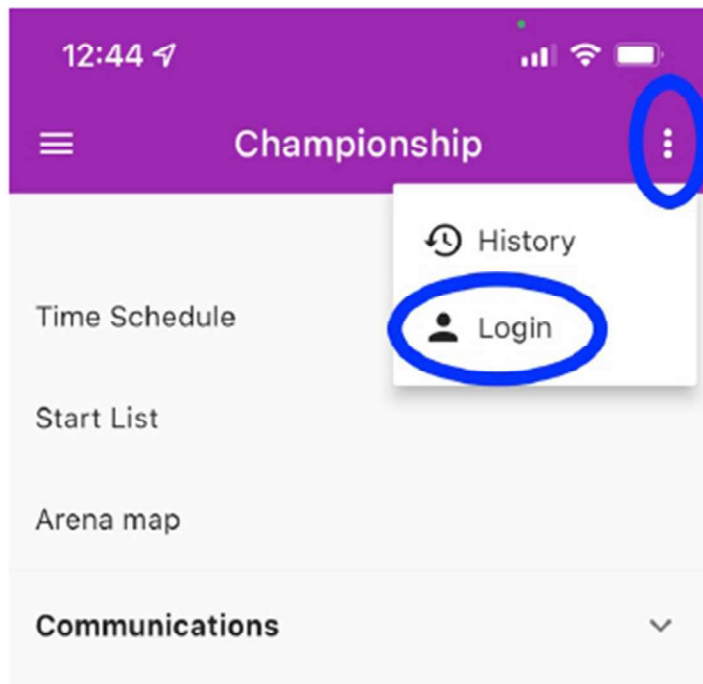 12:44
Championship
History
Time Schedule
Login
Start List
Arena map
Communications